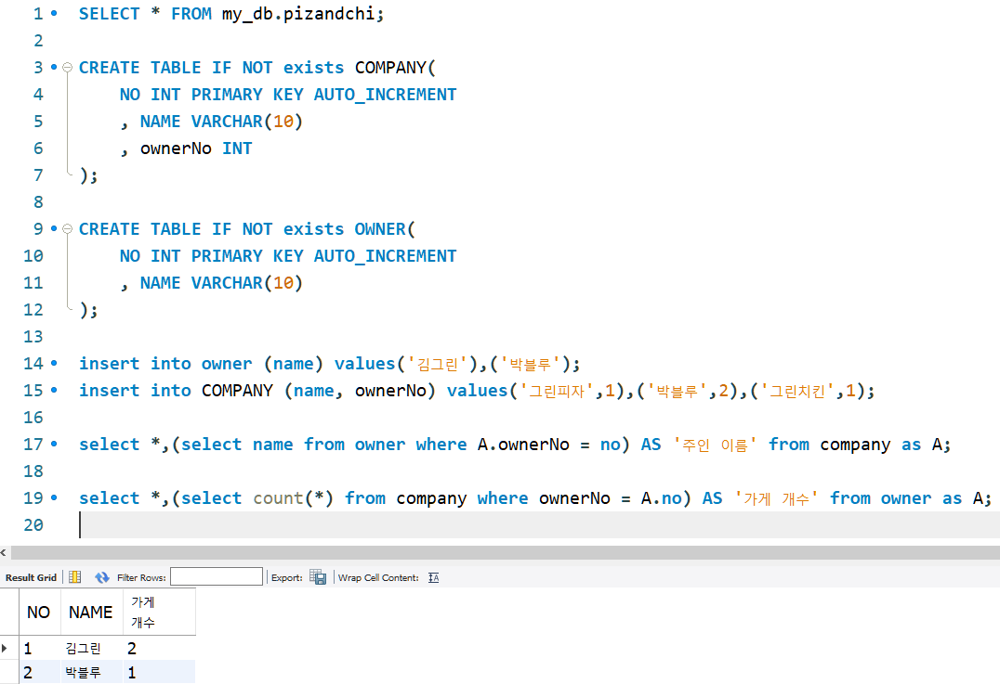 1 SELECT * FROM my_db.pizandchi;
2
3 CREATE TABLE IF NOT exists COMPANY(
4 NO INT PRIMARY KEY AUTO_INCREMENT
5 , NAME VARCHAR(10)
6 , ownerNo INT
7 );
8
9 CREATE TABLE IF NOT exists OWNER(
10 NO INT PRIMARY KEY AUTO_INCREMENT
11 , NAME VARCHAR(10)
12 );
13
14 insert into owner (name) values('김그린'),('박블루');
15 insert into COMPANY (name, ownerNo) values('그린피자',1),('박블루',2),('그린치킨',1);
16
17 select *,(select name from owner where A.ownerNo = no) AS '주인 이름' from company as A;
18
19 select *,(select count(*) from company where ownerNo = A.no) AS '가게 개수' from owner as A;
20
Result Grid Filter Rows: Export: Wrap Cell Content: IA
NO NAME 가게 개수
1 김그린 2
2 박블루 1